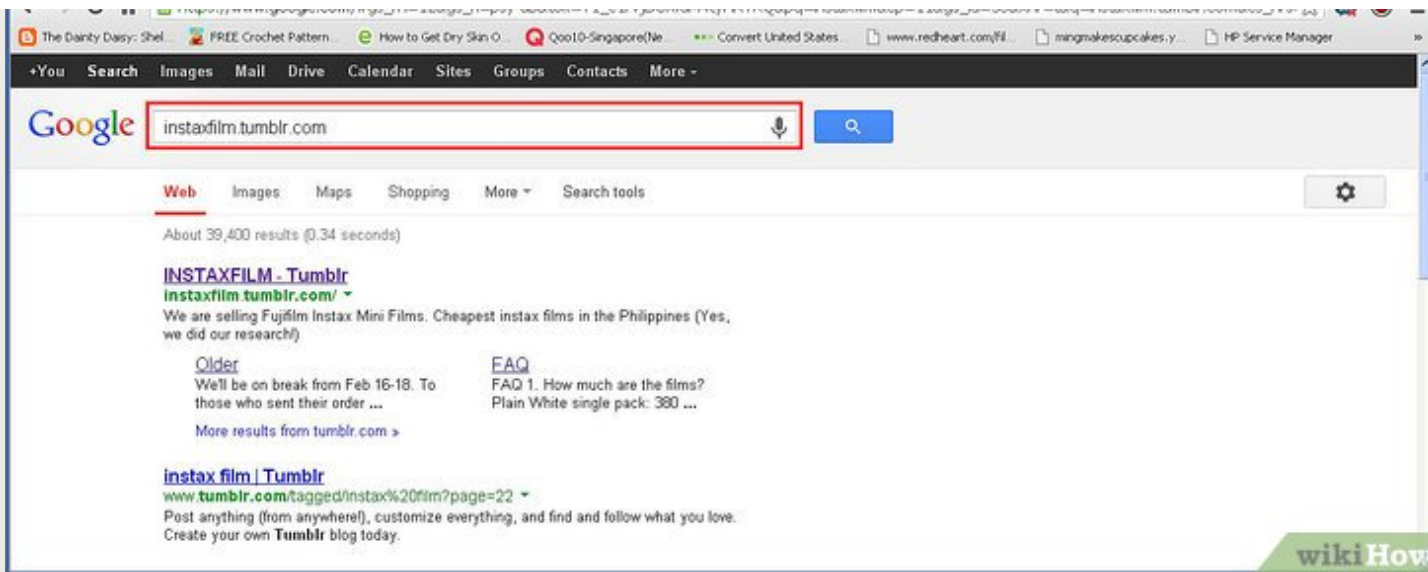 The Dainty Daisy: Shel... FREE Crochet Pattern... How to Get Dry Skin O... Qoo10-Singapore(Ne... Convert United States... www.redheart.com/fil... mingmakescupcakes.y... HP Service Manager »
+You Search Images Mail Drive Calendar Sites Groups Contacts More
Google instaxfilm.tumblr.com
Web Images Maps Shopping More Search tools
About 39,400 results (0.34 seconds)
INSTAXFILM - Tumblr
instaxfilm.tumblr.com/
We are selling Fujifilm Instax Mini Films. Cheapest instax films in the Philippines (Yes,
we did our research!)
Older FAQ
We'll be on break from Feb 16-18. To FAQ 1. How much are the films?
those who sent their order ... Plain White single pack: 380 ...
More results from tumblr.com »
instax film | Tumblr
www.tumblr.com/tagged/instax%20film?page=22
Post anything (from anywhere!), customize everything, and find and follow what you love.
Create your own Tumblr blog today.
wikiHow